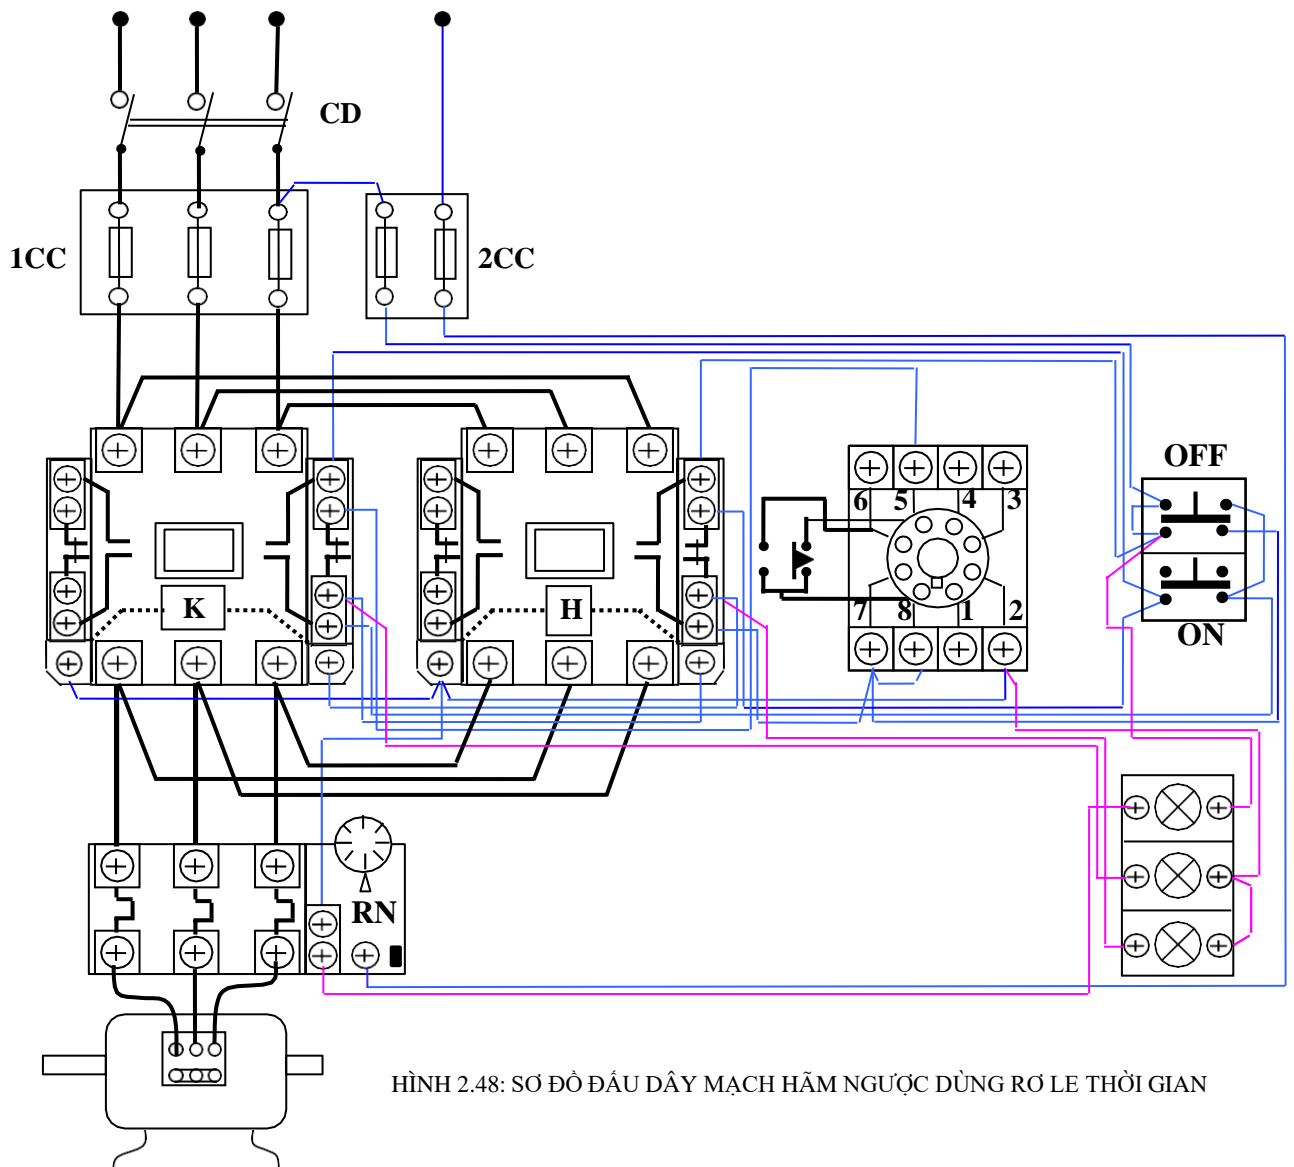 CD
1CC
2CC
OFF
6 5 4 3
K
H
7 8 1 2
ON
RN
HÌNH 2.48: SƠ ĐỒ ĐẤU DÂY MẠCH HÃM NGƯỢC DÙNG RƠ LE THỜI GIAN